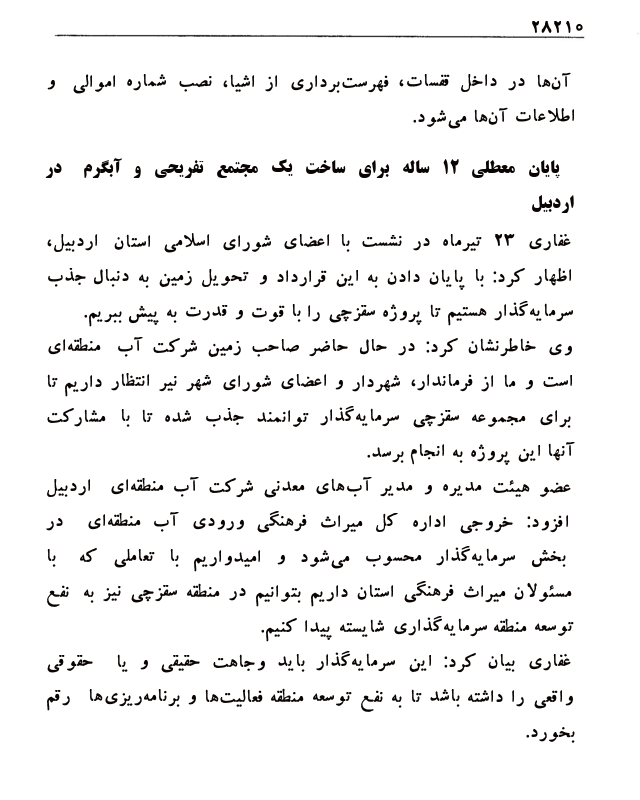 ۲۸۲۱۰
آن‌ها در داخل قفسات، فهرست‌برداری از اشیا، نصب شماره اموالی و
اطلاعات آن‌ها می‌شود.
پایان معطلی ۱۲ ساله برای ساخت یک مجتمع تفریحی و آبگرم در
اردبیل
غفاری ۲۳ تیرماه در نشست با اعضای شورای اسلامی استان اردبیل،
اظهار کرد: با پایان دادن به این قرارداد و تحویل زمین به دنبال جذب
سرمایه‌گذار هستیم تا پروژه سقزچی را با قوت و قدرت به پیش ببریم.
وی خاطرنشان کرد: در حال حاضر صاحب زمین شرکت آب منطقه‌ای
است و ما از فرماندار، شهردار و اعضای شورای شهر نیر انتظار داریم تا
برای مجموعه سقزچی سرمایه‌گذار توانمند جذب شده تا با مشارکت
آنها این پروژه به انجام برسد.
عضو هیئت مدیره و مدیر آب‌های معدنی شرکت آب منطقه‌ای اردبیل
افزود: خروجی اداره کل میراث فرهنگی ورودی آب منطقه‌ای در
بخش سرمایه‌گذار محسوب می‌شود و امیدواریم با تعاملی که با
مسئولان میراث فرهنگی استان داریم بتوانیم در منطقه سقزچی نیز به نفع
توسعه منطقه سرمایه‌گذاری شایسته پیدا کنیم.
غفاری بیان کرد: این سرمایه‌گذار باید وجاهت حقیقی و یا حقوقی
واقعی را داشته باشد تا به نفع توسعه منطقه فعالیت‌ها و برنامه‌ریزی‌ها رقم
بخورد.